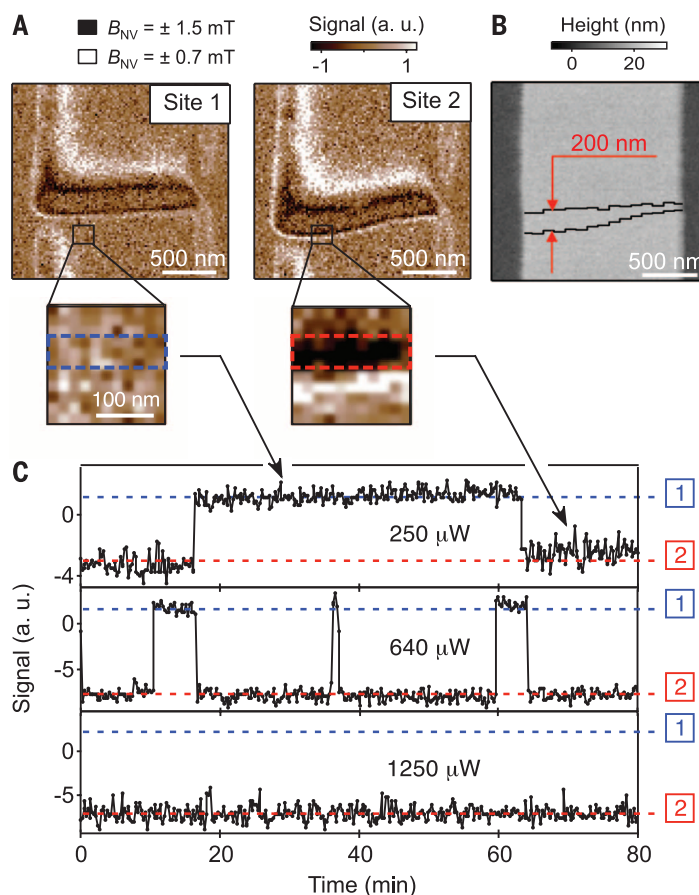 A
B_NV = ± 1.5 mT
B_NV = ± 0.7 mT
Signal (a. u.)
-1 1
B
Height (nm)
0 30
Site 1
Site 2
200 nm
500 nm
500 nm
500 nm
100 nm
C
Signal (a. u.)
0
-4
250 µW
1
2
0
-5
640 µW
1
2
0
-5
1250 µW
1
2
0 20 40 60 80
Time (min)